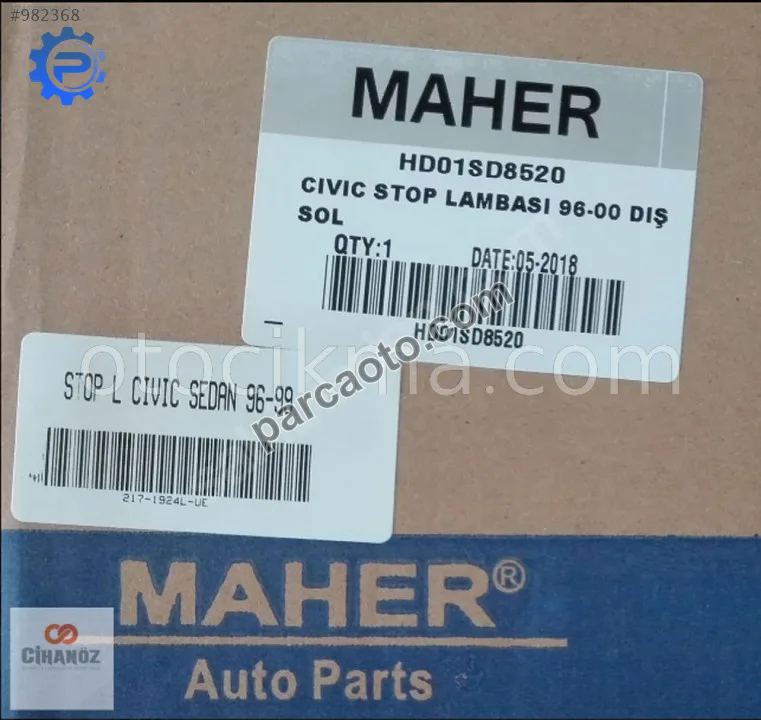 #982368
MAHER
HD01SD8520
CIVIC STOP LAMBASI 96-00 DIŞ
SOL
QTY:1 DATE:05-2018
HD01SD8520
otocikma.com
parcaoto.com
STOP L CIVIC SEDAN 96-99
217-1924L-UE
MAHER®
Auto Parts
CİHANÖZ